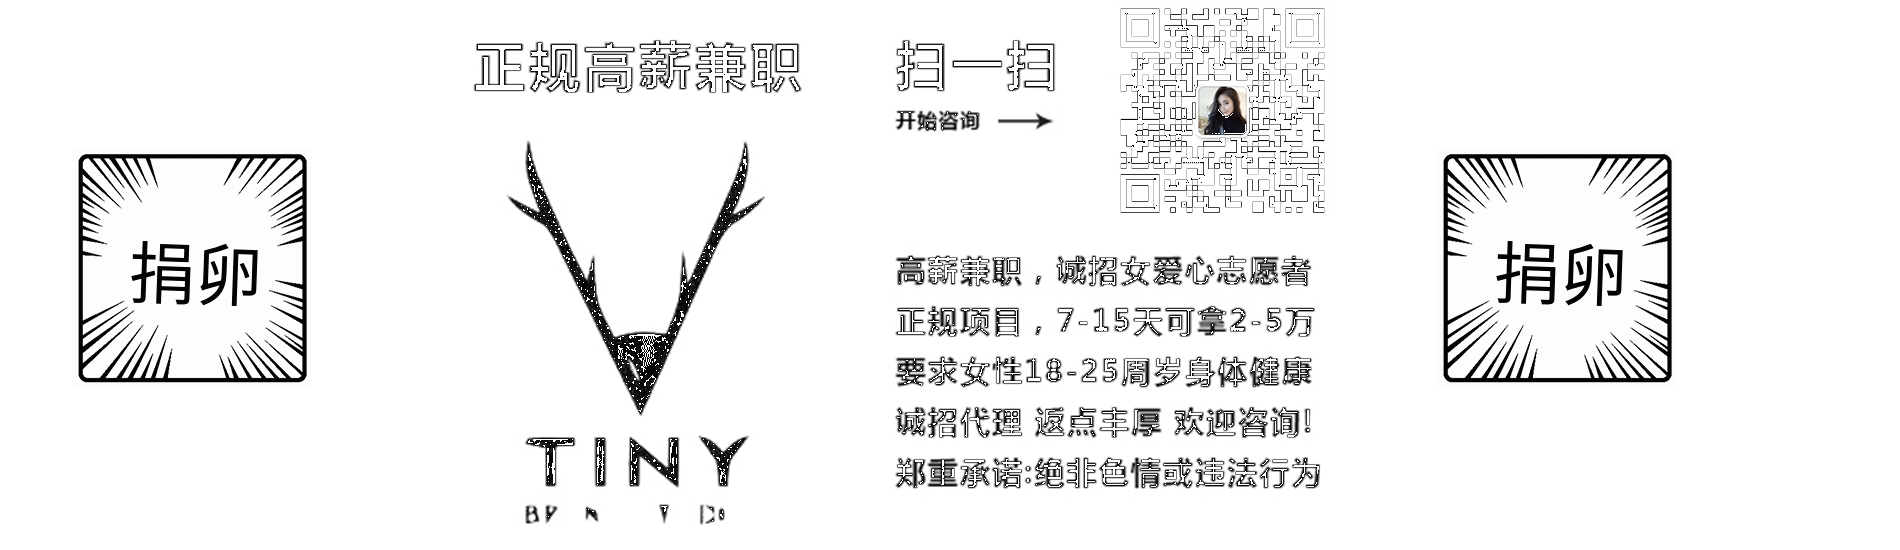 捐卵
正规高薪兼职
TINY
扫一扫
开始咨询
高薪兼职，诚招女爱心志愿者
正规项目，7-15天可拿2-5万
要求女性18-25周岁身体健康
诚招代理 返点丰厚 欢迎咨询!
郑重承诺:绝非色情或违法行为
捐卵